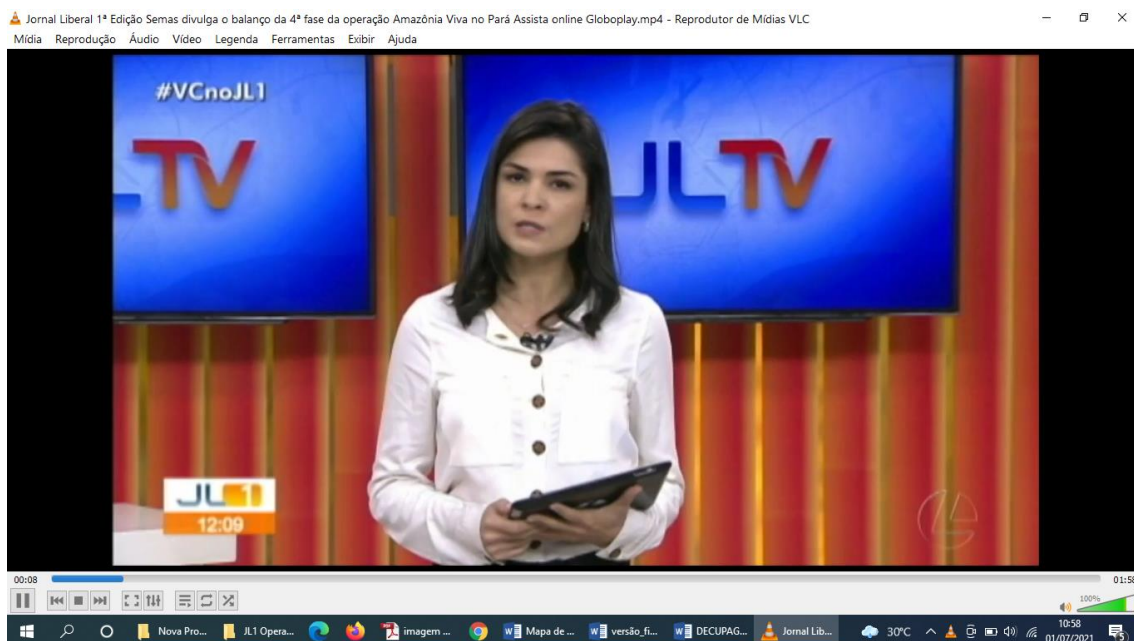 Jornal Liberal 1ª Edição Semas divulga o balanço da 4ª fase da operação Amazônia Viva no Pará Assista online Globoplay.mp4 - Reprodutor de Mídias VLC
Mídia Reprodução Áudio Vídeo Legenda Ferramentas Exibir Ajuda
#VCnoJL1
TV
JLTV
JL1
12:09
00:08
01:58
100%
Nova Pro...
JL1 Opera...
imagem ...
Mapa de ...
versão_fi...
DECUPAG...
Jornal Lib...
30°C
10:58
01/07/2021
5